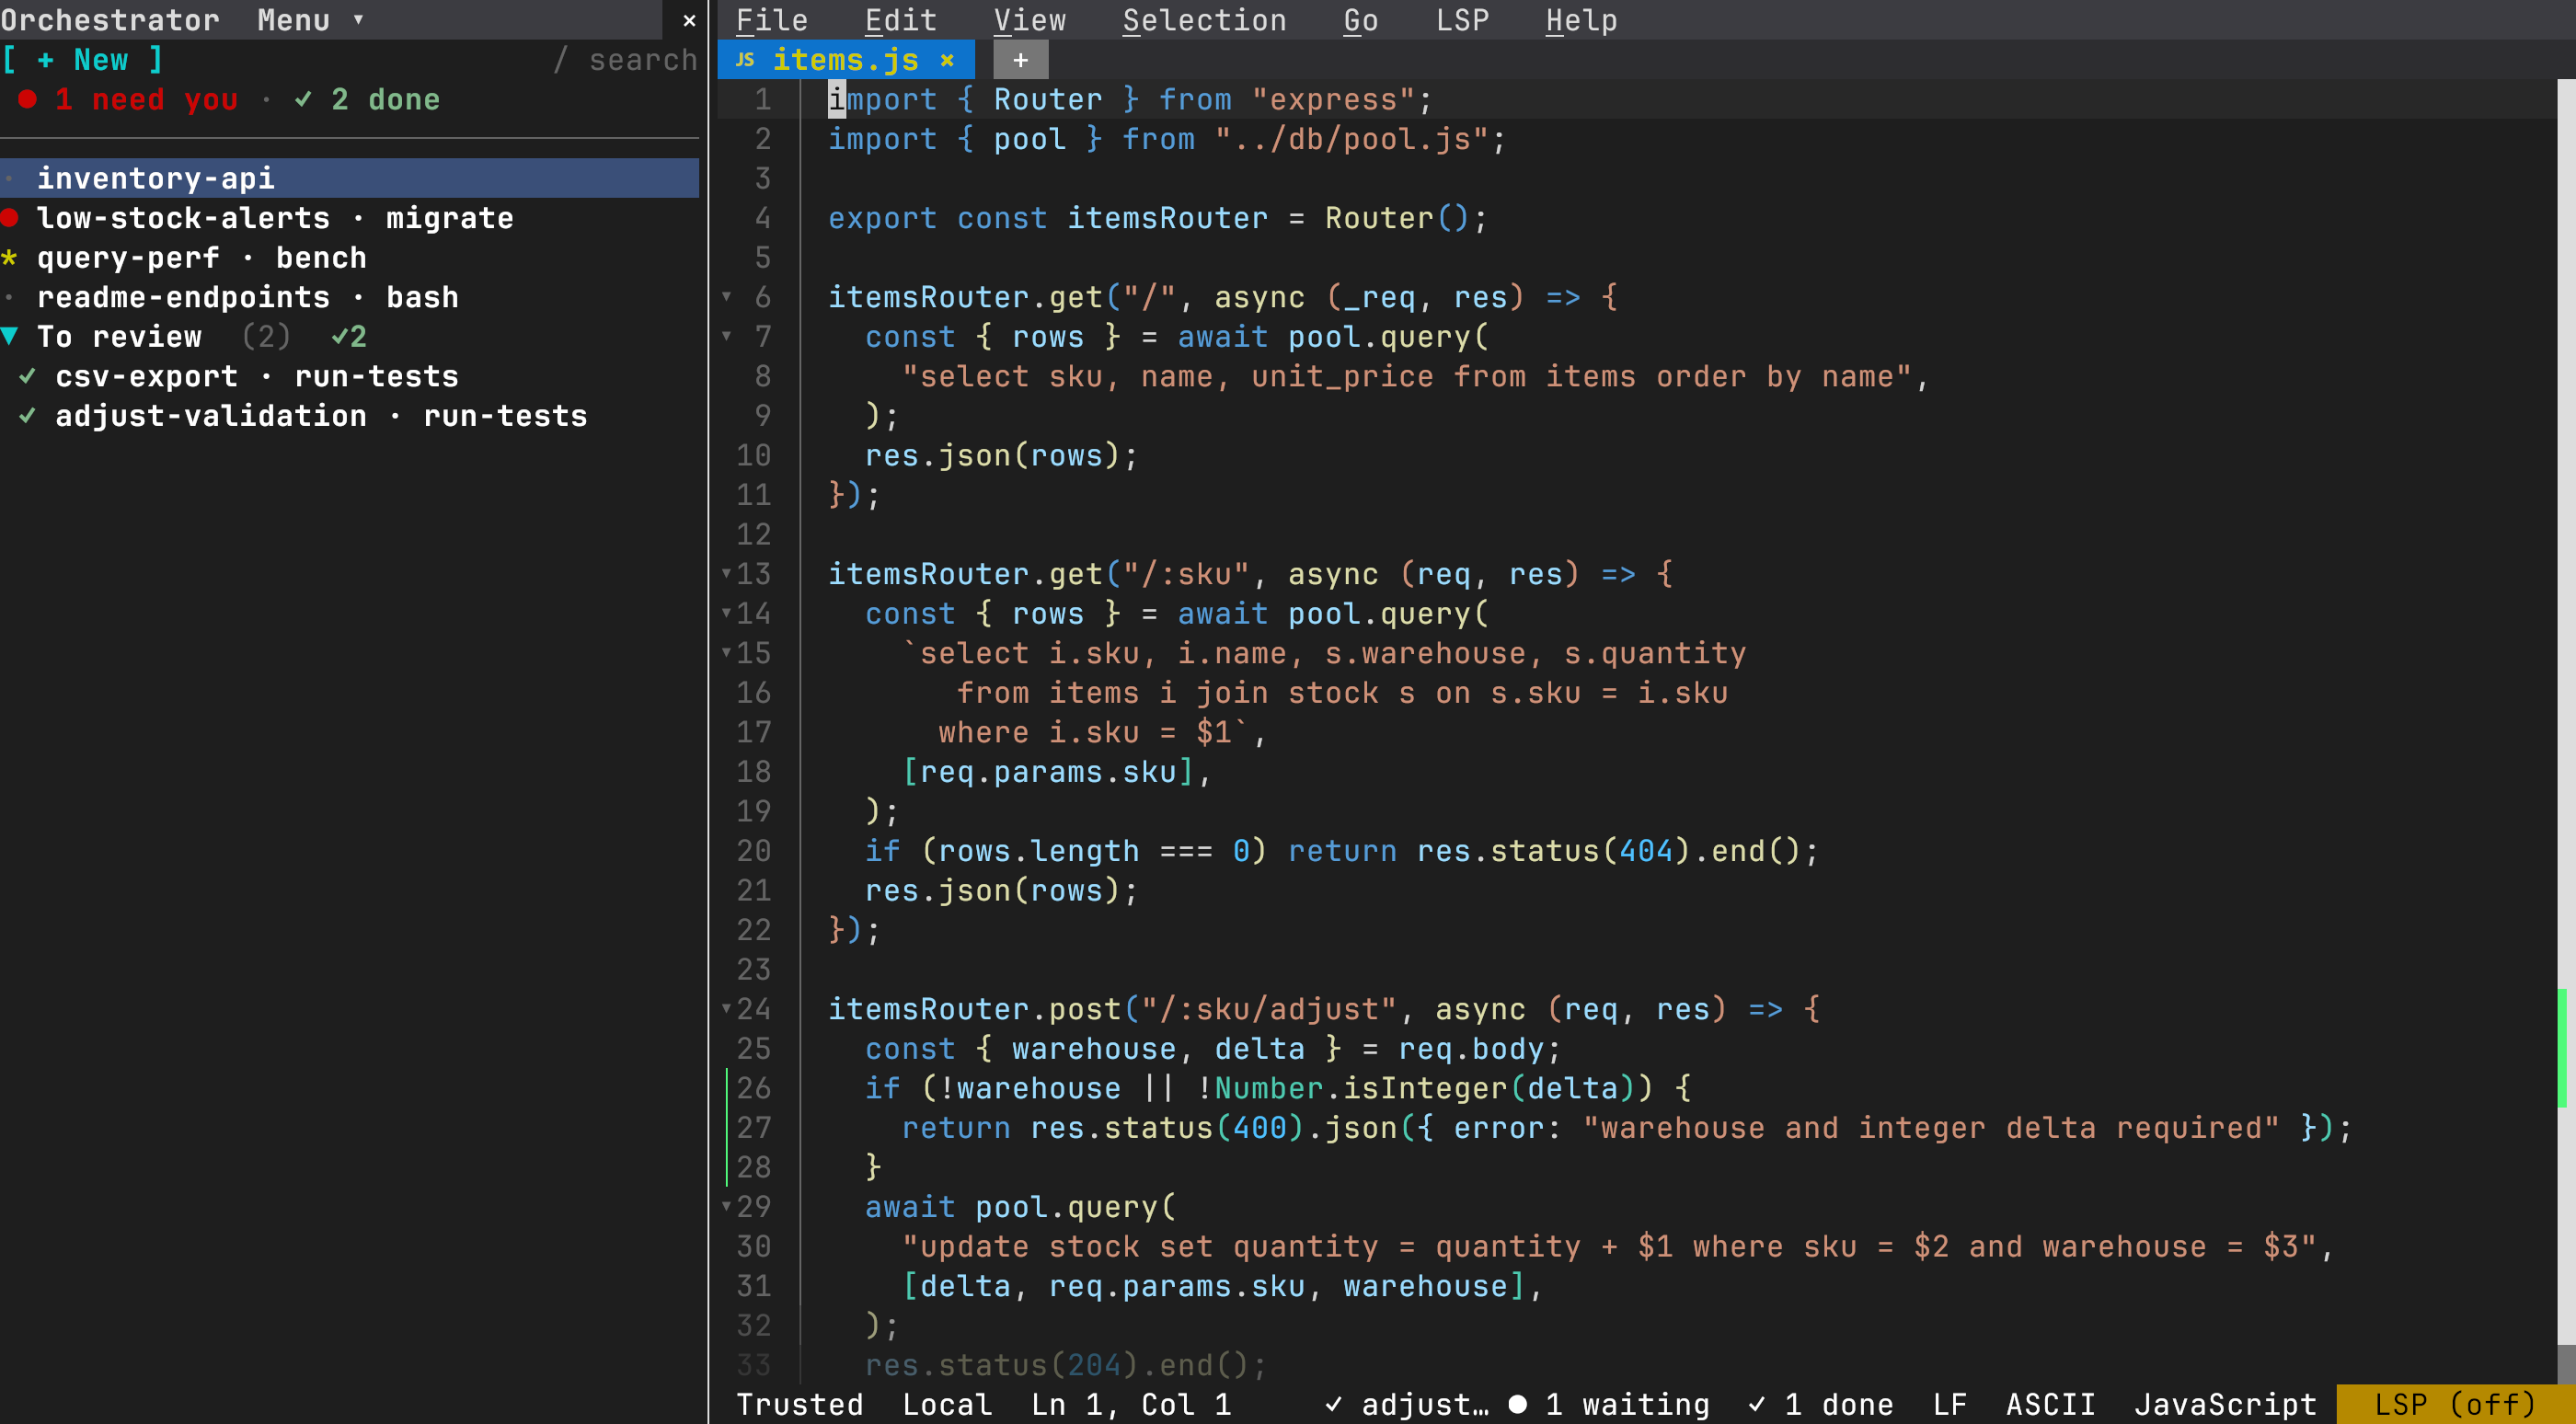 Orchestrator Menu ▾ ×
[ + New ] / search
● 1 need you · ✓ 2 done
· inventory-api
● low-stock-alerts · migrate
* query-perf · bench
· readme-endpoints · bash
▼ To review (2) ✓2
✓ csv-export · run-tests
✓ adjust-validation · run-tests
File Edit View Selection Go LSP Help
JS items.js × +
1 import { Router } from "express";
2 import { pool } from "../db/pool.js";
3
4 export const itemsRouter = Router();
5
▾ 6 itemsRouter.get("/", async (_req, res) => {
▾ 7 const { rows } = await pool.query(
8 "select sku, name, unit_price from items order by name",
9 );
10 res.json(rows);
11 });
12
▾13 itemsRouter.get("/:sku", async (req, res) => {
▾14 const { rows } = await pool.query(
▾15 `select i.sku, i.name, s.warehouse, s.quantity
16 from items i join stock s on s.sku = i.sku
17 where i.sku = $1`,
18 [req.params.sku],
19 );
20 if (rows.length === 0) return res.status(404).end();
21 res.json(rows);
22 });
23
▾24 itemsRouter.post("/:sku/adjust", async (req, res) => {
25 const { warehouse, delta } = req.body;
26 if (!warehouse || !Number.isInteger(delta)) {
27 return res.status(400).json({ error: "warehouse and integer delta required" });
28 }
▾29 await pool.query(
30 "update stock set quantity = quantity + $1 where sku = $2 and warehouse = $3",
31 [delta, req.params.sku, warehouse],
32 );
33 res.status(204).end();
Trusted Local Ln 1, Col 1 ✓ adjust… ● 1 waiting ✓ 1 done LF ASCII JavaScript LSP (off)